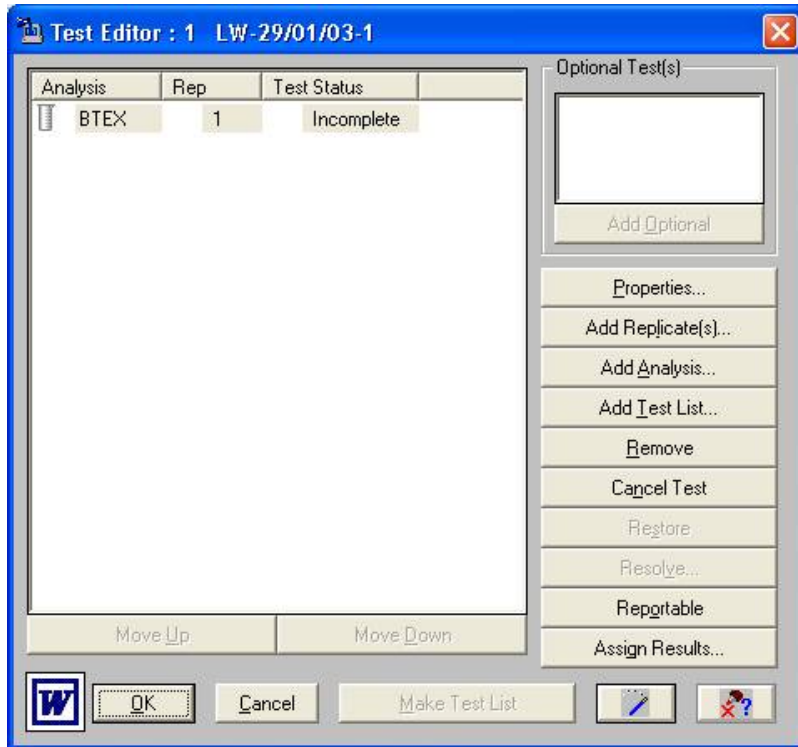 Test Editor : 1 LW-29/01/03-1
Analysis Rep Test Status
BTEX 1 Incomplete
Optional Test(s)
Add Optional
Properties...
Add Replicate(s)...
Add Analysis...
Add Test List...
Remove
Cancel Test
Restore
Resolve...
Reportable
Assign Results...
Move Up Move Down
W OK Cancel Make Test List ?